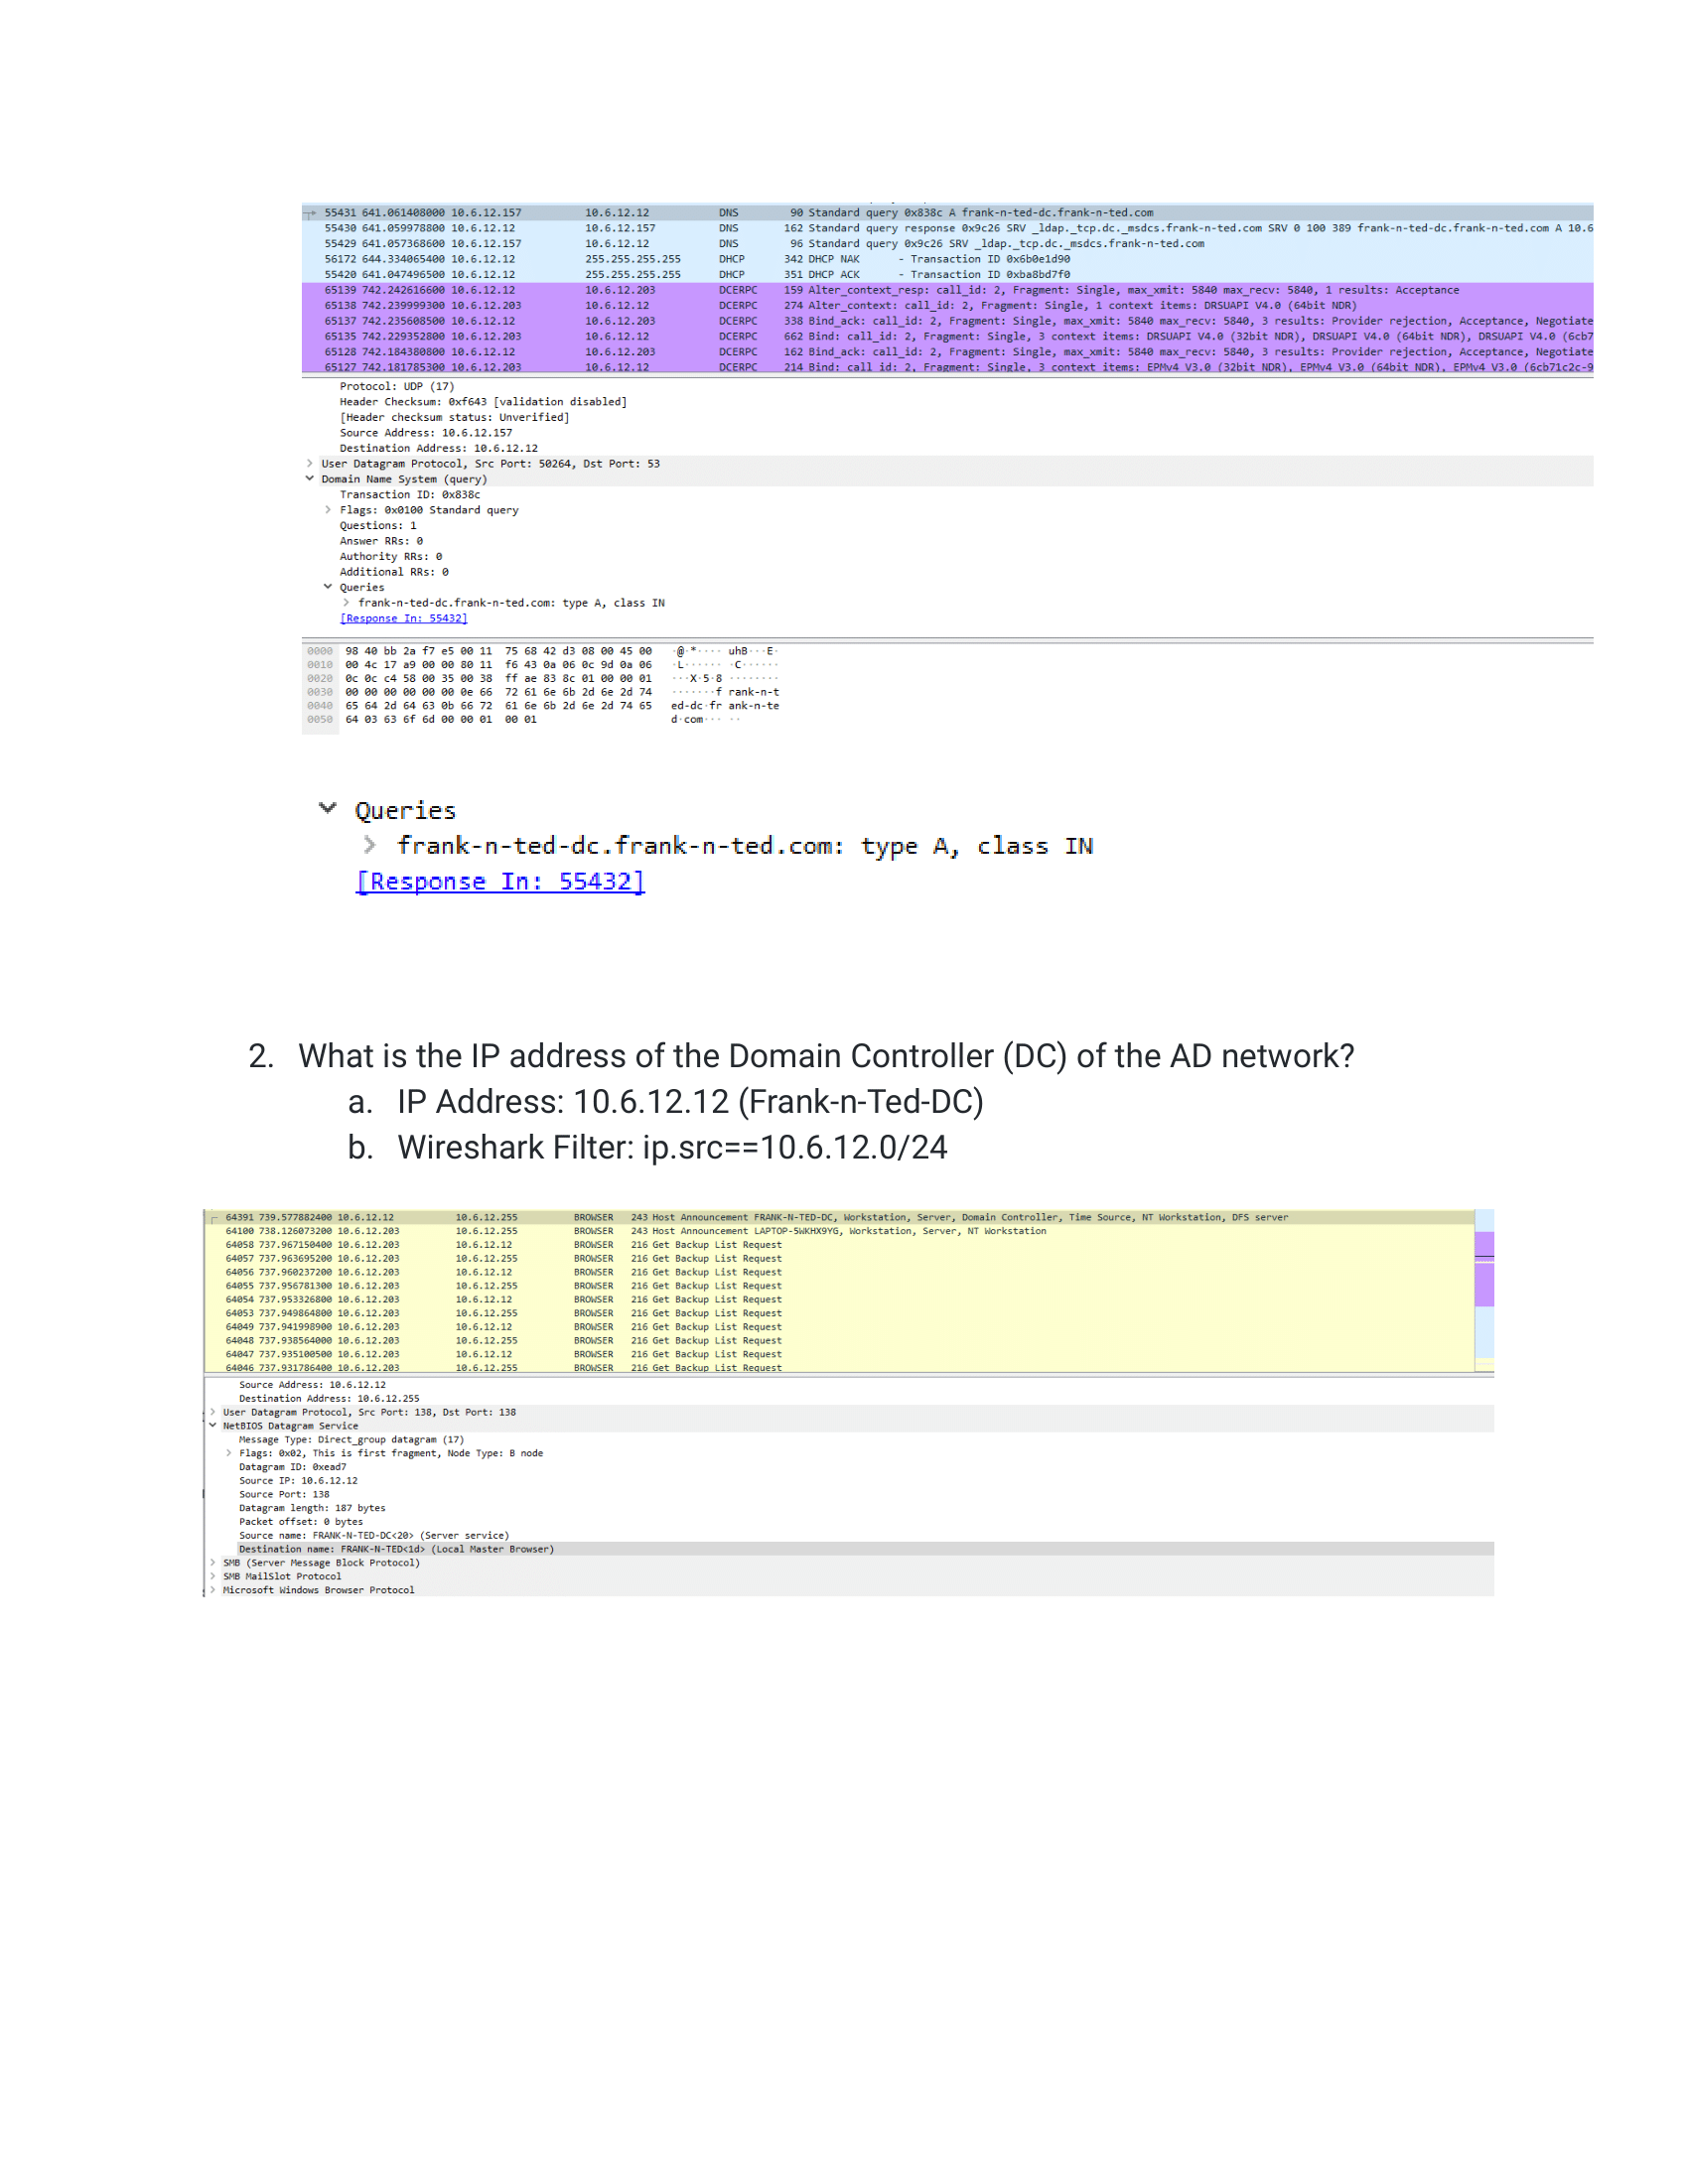 55431 641.061408000 10.6.12.157 10.6.12.12 DNS 90 Standard query 0x838c A frank-n-ted-dc.frank-n-ted.com
55430 641.059978800 10.6.12.12 10.6.12.157 DNS 162 Standard query response 0x9c26 SRV _ldap._tcp.dc._msdcs.frank-n-ted.com SRV 0 100 389 frank-n-ted-dc.frank-n-ted.com A 10.6
55429 641.057368600 10.6.12.157 10.6.12.12 DNS 96 Standard query 0x9c26 SRV _ldap._tcp.dc._msdcs.frank-n-ted.com
56172 644.334065400 10.6.12.12 255.255.255.255 DHCP 342 DHCP NAK - Transaction ID 0x6b0e1d90
55420 641.047496500 10.6.12.12 255.255.255.255 DHCP 351 DHCP ACK - Transaction ID 0xba8bd7f0
65139 742.242616600 10.6.12.12 10.6.12.203 DCERPC 159 Alter_context_resp: call_id: 2, Fragment: Single, max_xmit: 5840 max_recv: 5840, 1 results: Acceptance
65138 742.239999300 10.6.12.203 10.6.12.12 DCERPC 274 Alter_context: call_id: 2, Fragment: Single, 1 context items: DRSUAPI V4.0 (64bit NDR)
65137 742.235608500 10.6.12.12 10.6.12.203 DCERPC 338 Bind_ack: call_id: 2, Fragment: Single, max_xmit: 5840 max_recv: 5840, 3 results: Provider rejection, Acceptance, Negotiate
65135 742.229352800 10.6.12.203 10.6.12.12 DCERPC 662 Bind: call_id: 2, Fragment: Single, 3 context items: DRSUAPI V4.0 (32bit NDR), DRSUAPI V4.0 (64bit NDR), DRSUAPI V4.0 (6cb7
65128 742.184380800 10.6.12.12 10.6.12.203 DCERPC 162 Bind_ack: call_id: 2, Fragment: Single, max_xmit: 5840 max_recv: 5840, 3 results: Provider rejection, Acceptance, Negotiate
65127 742.181785300 10.6.12.203 10.6.12.12 DCERPC 214 Bind: call id: 2, Fragment: Single, 3 context items: EPMv4 V3.0 (32bit NDR), EPMv4 V3.0 (64bit NDR), EPMv4 V3.0 (6cb71c2c-9
Protocol: UDP (17)
Header Checksum: 0xf643 [validation disabled]
[Header checksum status: Unverified]
Source Address: 10.6.12.157
Destination Address: 10.6.12.12
User Datagram Protocol, Src Port: 50264, Dst Port: 53
Domain Name System (query)
Transaction ID: 0x838c
Flags: 0x0100 Standard query
Questions: 1
Answer RRs: 0
Authority RRs: 0
Additional RRs: 0
Queries
frank-n-ted-dc.frank-n-ted.com: type A, class IN
[Response In: 55432]
0000 98 40 bb 2a f7 e5 00 11 75 68 42 d3 08 00 45 00 ·@·*···· uhB···E·
0010 00 4c 17 a9 00 00 80 11 f6 43 0a 06 0c 9d 0a 06 ·L······ ·C······
0020 0c 0c c4 58 00 35 00 38 ff ae 83 8c 01 00 00 01 ···X·5·8 ········
0030 00 00 00 00 00 00 0e 66 72 61 6e 6b 2d 6e 2d 74 ·······f rank-n-t
0040 65 64 2d 64 63 0b 66 72 61 6e 6b 2d 6e 2d 74 65 ed-dc·fr ank-n-te
0050 64 03 63 6f 6d 00 00 01 00 01 d·com··· ··
Queries
frank-n-ted-dc.frank-n-ted.com: type A, class IN
[Response In: 55432]
2. What is the IP address of the Domain Controller (DC) of the AD network?
a. IP Address: 10.6.12.12 (Frank-n-Ted-DC)
b. Wireshark Filter: ip.src==10.6.12.0/24
64391 739.577882400 10.6.12.12 10.6.12.255 BROWSER 243 Host Announcement FRANK-N-TED-DC, Workstation, Server, Domain Controller, Time Source, NT Workstation, DFS server
64100 738.126073200 10.6.12.203 10.6.12.255 BROWSER 243 Host Announcement LAPTOP-5WKHX9YG, Workstation, Server, NT Workstation
64058 737.967150400 10.6.12.203 10.6.12.12 BROWSER 216 Get Backup List Request
64057 737.963695200 10.6.12.203 10.6.12.255 BROWSER 216 Get Backup List Request
64056 737.960237200 10.6.12.203 10.6.12.12 BROWSER 216 Get Backup List Request
64055 737.956781300 10.6.12.203 10.6.12.255 BROWSER 216 Get Backup List Request
64054 737.953326800 10.6.12.203 10.6.12.12 BROWSER 216 Get Backup List Request
64053 737.949864800 10.6.12.203 10.6.12.255 BROWSER 216 Get Backup List Request
64049 737.941998900 10.6.12.203 10.6.12.12 BROWSER 216 Get Backup List Request
64048 737.938564000 10.6.12.203 10.6.12.255 BROWSER 216 Get Backup List Request
64047 737.935100500 10.6.12.203 10.6.12.12 BROWSER 216 Get Backup List Request
64046 737.931786400 10.6.12.203 10.6.12.255 BROWSER 216 Get Backup List Request
Source Address: 10.6.12.12
Destination Address: 10.6.12.255
User Datagram Protocol, Src Port: 138, Dst Port: 138
NetBIOS Datagram Service
Message Type: Direct_group datagram (17)
Flags: 0x02, This is first fragment, Node Type: B node
Datagram ID: 0xead7
Source IP: 10.6.12.12
Source Port: 138
Datagram length: 187 bytes
Packet offset: 0 bytes
Source name: FRANK-N-TED-DC<20> (Server service)
Destination name: FRANK-N-TED<1d> (Local Master Browser)
SMB (Server Message Block Protocol)
SMB MailSlot Protocol
Microsoft Windows Browser Protocol